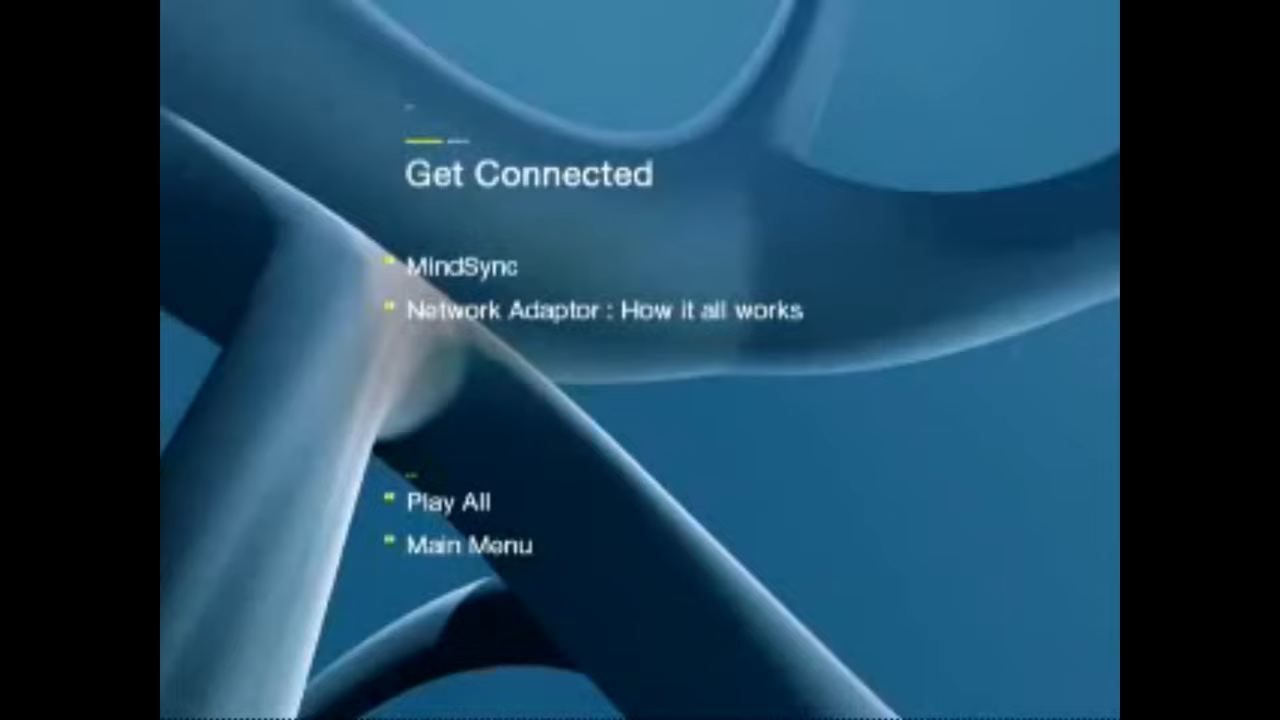 Get Connected
MindSync
Network Adaptor : How it all works
Play All
Main Menu